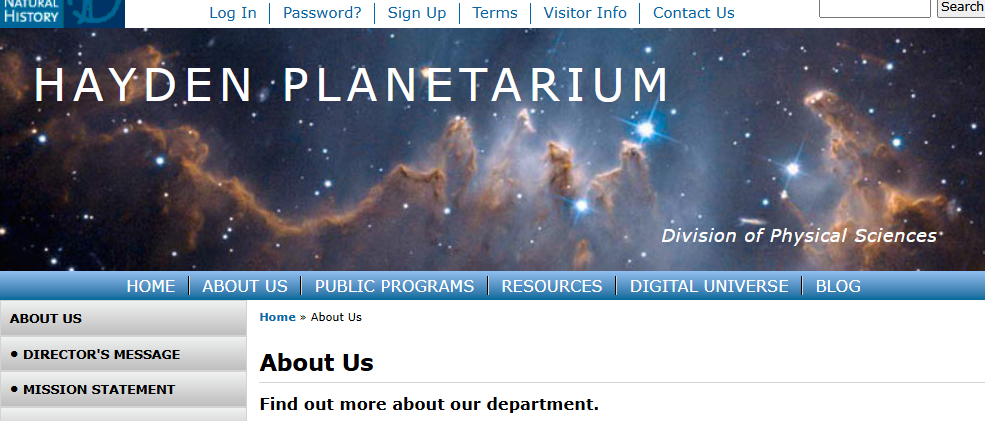 NATURAL
HISTORY
Log In Password? Sign Up Terms Visitor Info Contact Us
Search
HAYDEN PLANETARIUM
Division of Physical Sciences
HOME ABOUT US PUBLIC PROGRAMS RESOURCES DIGITAL UNIVERSE BLOG
ABOUT US
• DIRECTOR'S MESSAGE
• MISSION STATEMENT
Home » About Us
About Us
Find out more about our department.